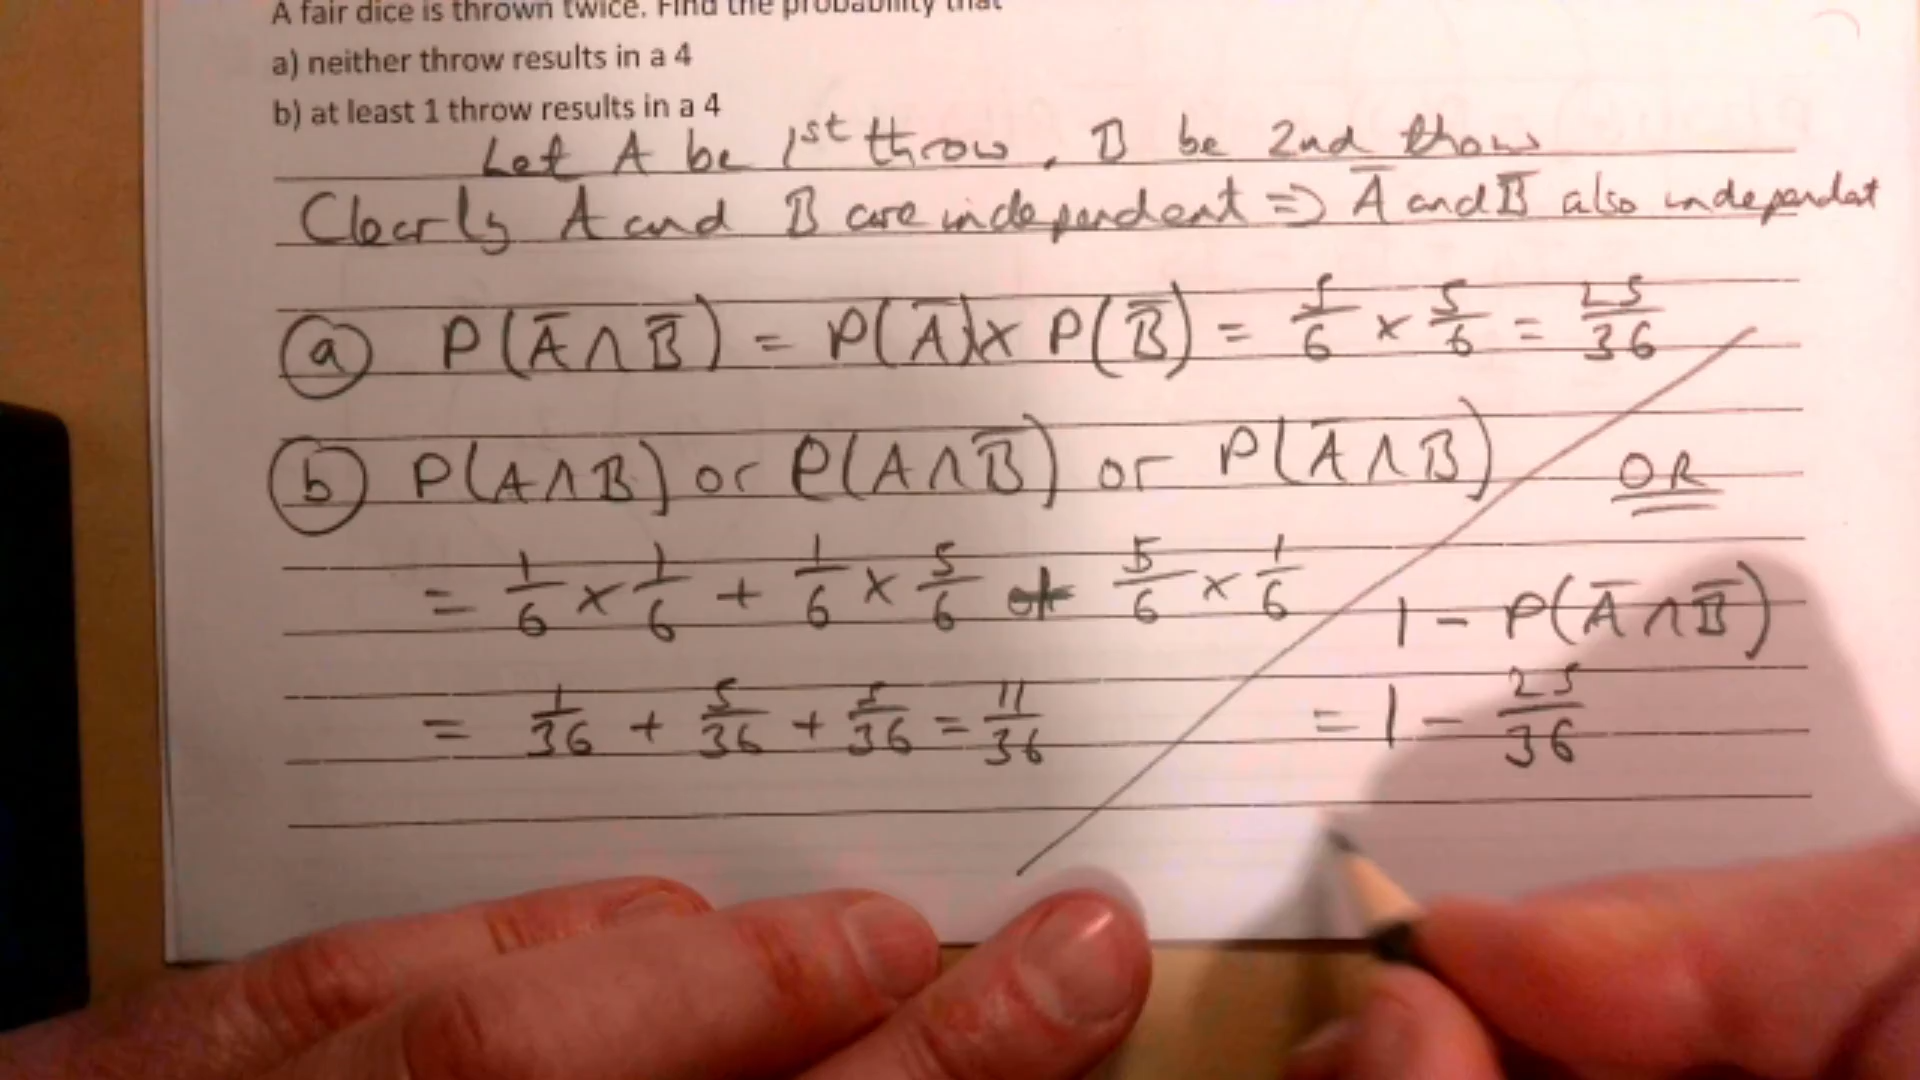 A fair dice is thrown twice. Find the probability that
a) neither throw results in a 4
b) at least 1 throw results in a 4
Let A be 1st throw, B be 2nd thow
Clearly A and B are independent => A̅ and B̅ also independat
(a) P(A̅ ∩ B̅) = P(A̅) x P(B̅) = 5/6 x 5/6 = 25/36
(b) P(A ∩ B) or P(A ∩ B̅) or P(A̅ ∩ B)
OR
= 1/6 x 1/6 + 1/6 x 5/6 + 5/6 x 1/6
= 1/36 + 5/36 + 5/36 = 11/36
1 - P(A̅ ∩ B̅)
= 1 - 25/36